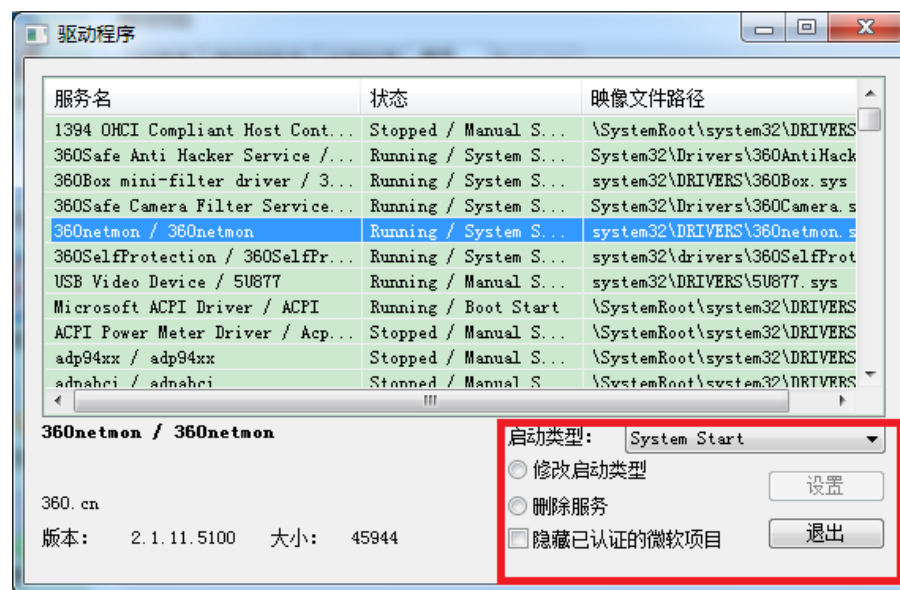 驱动程序
服务名 状态 映像文件路径
1394 OHCI Compliant Host Cont... Stopped / Manual S... \SystemRoot\system32\DRIVERS
360Safe Anti Hacker Service /... Running / System S... System32\Drivers\360AntiHack
360Box mini-filter driver / 3... Running / System S... system32\DRIVERS\360Box.sys
360Safe Camera Filter Service... Running / System S... System32\Drivers\360Camera.s
360netmon / 360netmon Running / System S... system32\DRIVERS\360netmon.s
360SelfProtection / 360SelfPr... Running / System S... system32\drivers\360SelfProt
USB Video Device / 5U877 Running / Manual S... system32\DRIVERS\5U877.sys
Microsoft ACPI Driver / ACPI Running / Boot Start \SystemRoot\system32\DRIVERS
ACPI Power Meter Driver / Acp... Stopped / Manual S... \SystemRoot\system32\DRIVERS
adp94xx / adp94xx Stopped / Manual S... \SystemRoot\system32\DRIVERS
adpahci / adpahci Stopped / Manual S \SystemRoot\system32\DRIVERS
360netmon / 360netmon
启动类型: System Start
修改启动类型
设置
360.cn
删除服务
版本: 2.1.11.5100 大小: 45944
隐藏已认证的微软项目
退出